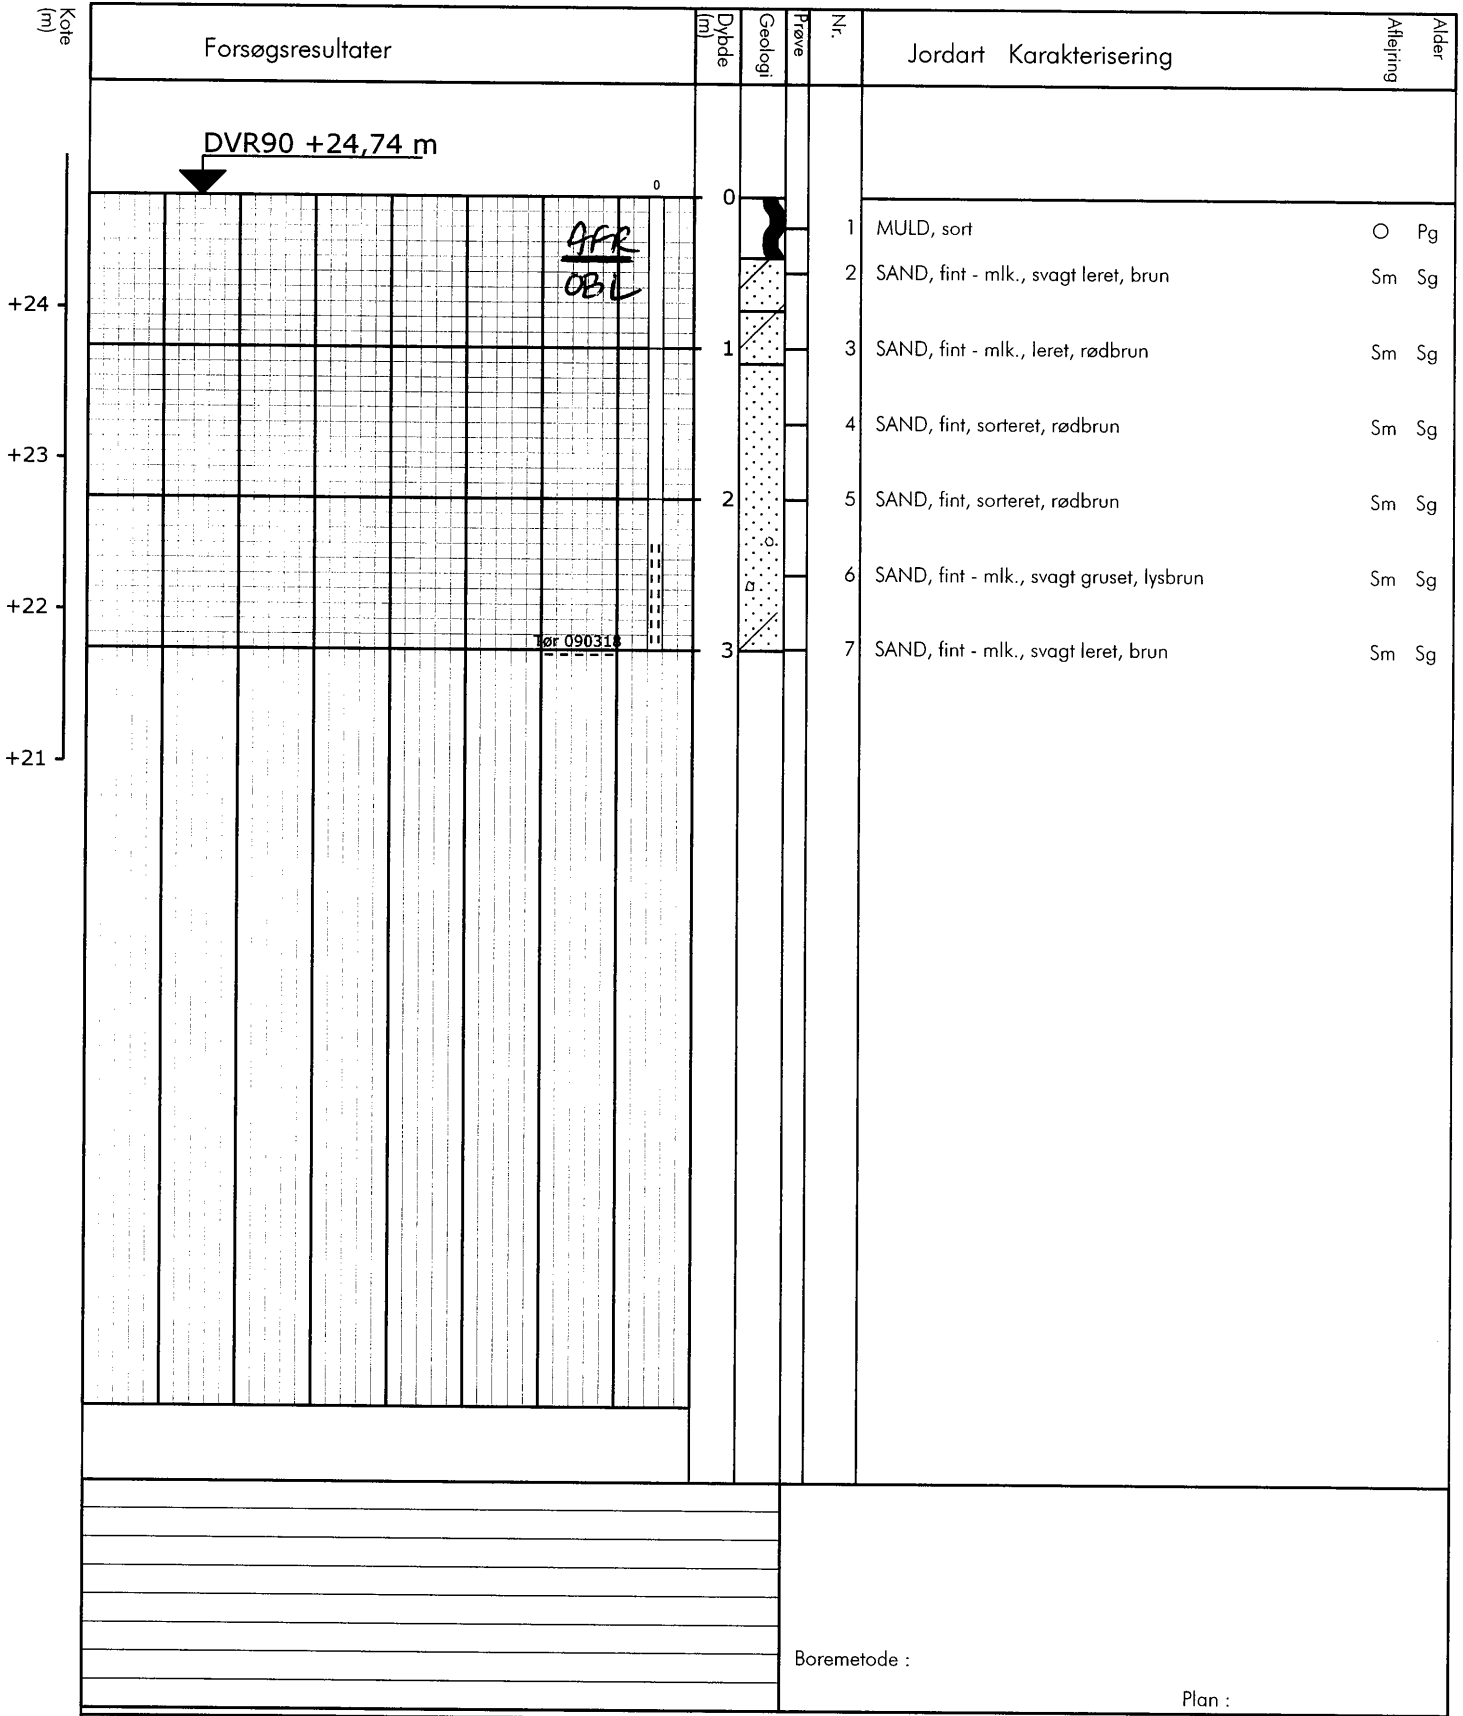 Kote (m)
Forsøgsresultater
Dybde (m)
Geologi
Prøve
Nr.
Jordart Karakterisering
Aflejring
Alder
DVR90 +24,74 m
0
0
AFR
OBL
1 MULD, sort O Pg
2 SAND, fint - mlk., svagt leret, brun Sm Sg
+24
1
3 SAND, fint - mlk., leret, rødbrun Sm Sg
4 SAND, fint, sorteret, rødbrun Sm Sg
+23
2
5 SAND, fint, sorteret, rødbrun Sm Sg
6 SAND, fint - mlk., svagt gruset, lysbrun Sm Sg
+22
Tør 090318
3
7 SAND, fint - mlk., svagt leret, brun Sm Sg
+21
Boremetode :
Plan :